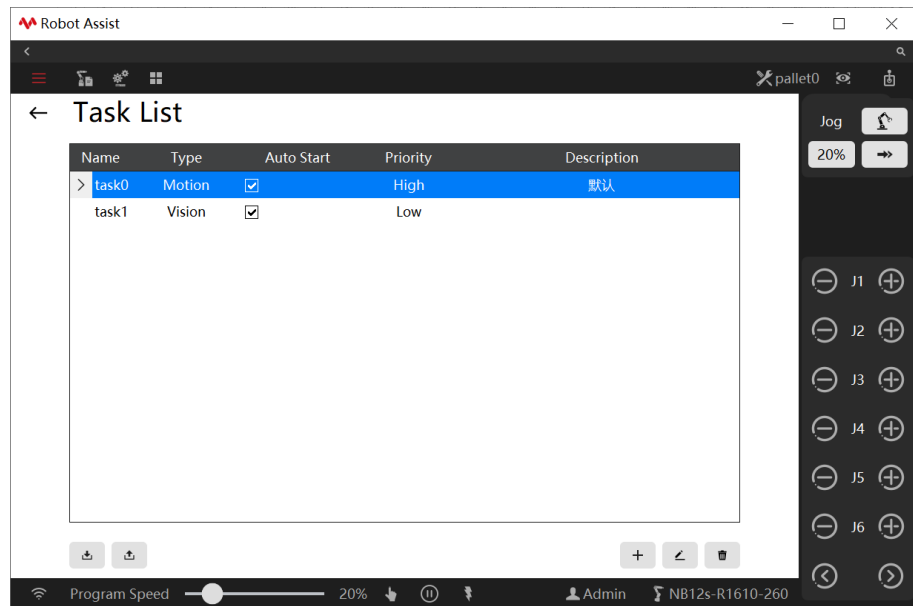 Robot Assist
pallet0
Task List
Jog
20%
Name Type Auto Start Priority Description
task0 Motion High 默认
task1 Vision Low
J1
J2
J3
J4
J5
J6
Program Speed 20% Admin NB12s-R1610-260